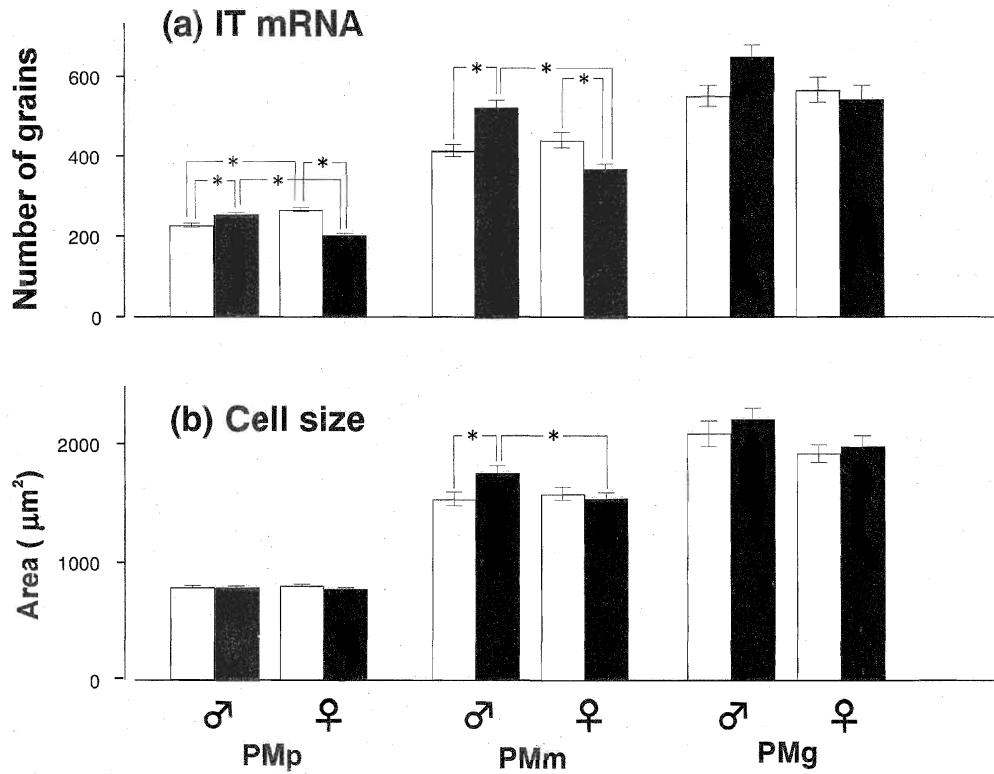 (a) IT mRNA
Number of grains
600
400
200
0
* * * *
* * *
(b) Cell size
Area ( μm²)
2000
1000
0
* *
♂ ♀ ♂ ♀ ♂ ♀
PMp PMm PMg